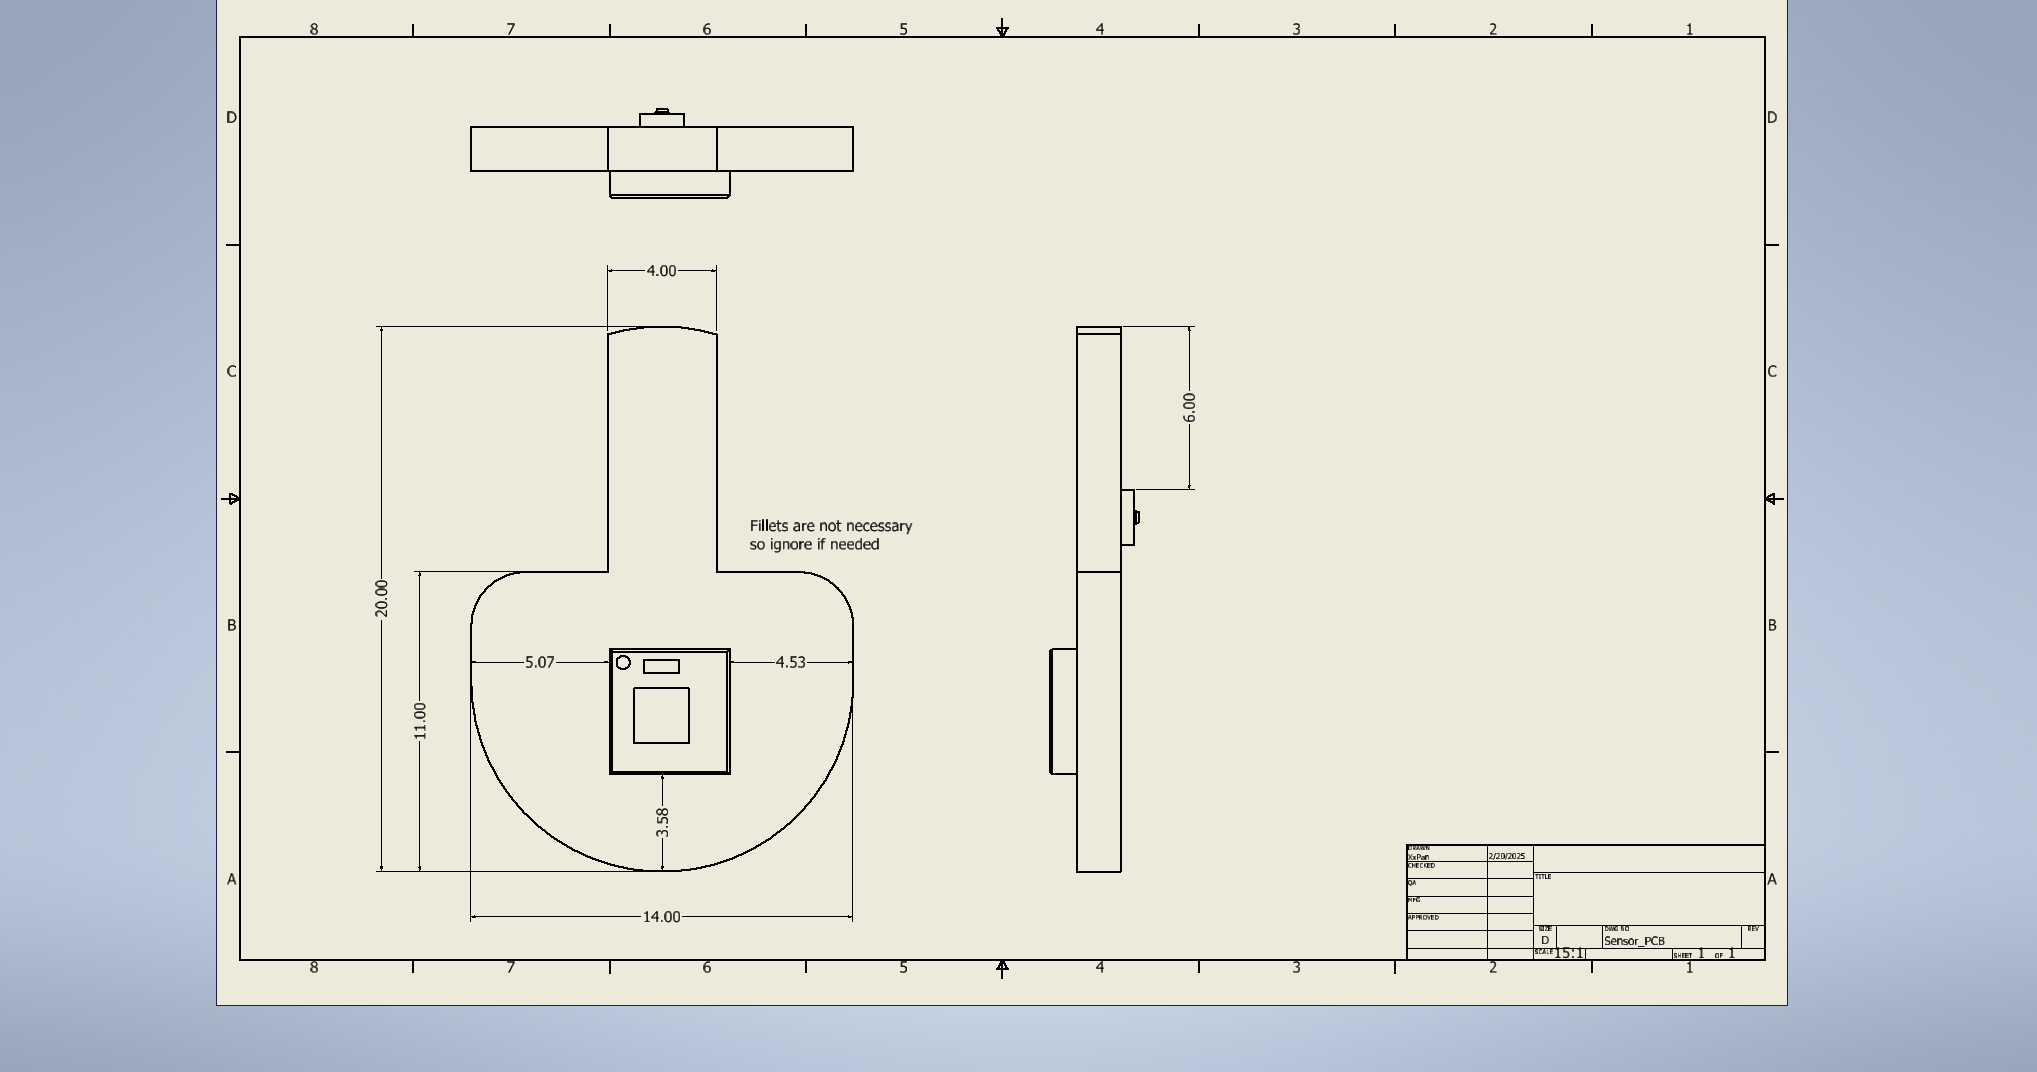 8 7 6 5 4 3 2 1
D D
4.00
C C
6.00
Fillets are not necessary
so ignore if needed
20.00
B B
5.07 4.53
11.00
3.58
A A
14.00
DRAWN
XxPan 2/20/2025
CHECKED
TITLE
QA
MFG
APPROVED
SIZE DWG NO REV
D Sensor_PCB
SCALE 15:1 SHEET 1 OF 1
8 7 6 5 4 3 2 1